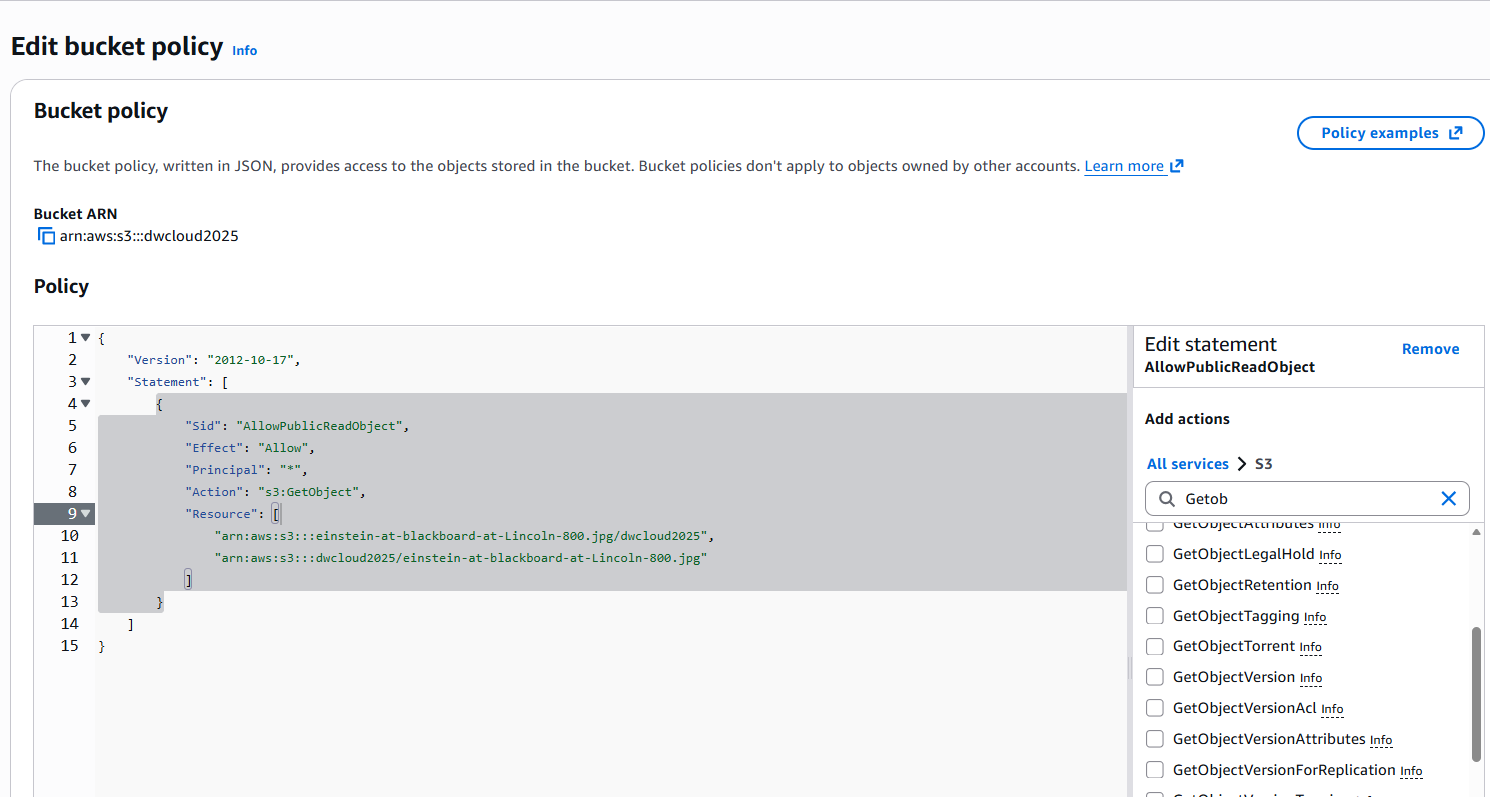 Edit bucket policy Info
Bucket policy
Policy examples
The bucket policy, written in JSON, provides access to the objects stored in the bucket. Bucket policies don't apply to objects owned by other accounts. Learn more
Bucket ARN
arn:aws:s3:::dwcloud2025
Policy
1 {
2 "Version": "2012-10-17",
3 "Statement": [
4 {
5 "Sid": "AllowPublicReadObject",
6 "Effect": "Allow",
7 "Principal": "*",
8 "Action": "s3:GetObject",
9 "Resource": [
10 "arn:aws:s3:::einstein-at-blackboard-at-Lincoln-800.jpg/dwcloud2025",
11 "arn:aws:s3:::dwcloud2025/einstein-at-blackboard-at-Lincoln-800.jpg"
12 ]
13 }
14 ]
15 }
Edit statement
Remove
AllowPublicReadObject
Add actions
All services > S3
Getob
GetObjectAttributes Info
GetObjectLegalHold Info
GetObjectRetention Info
GetObjectTagging Info
GetObjectTorrent Info
GetObjectVersion Info
GetObjectVersionAcl Info
GetObjectVersionAttributes Info
GetObjectVersionForReplication Info